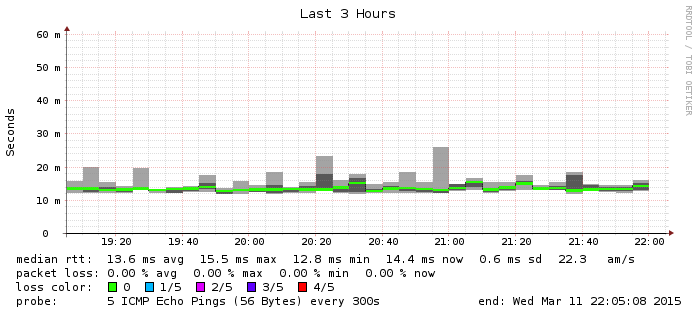 Last 3 Hours
RRDTOOL / TOBI OETIKER
Seconds
60 m
50 m
40 m
30 m
20 m
10 m
0
19:20 19:40 20:00 20:20 20:40 21:00 21:20 21:40 22:00
median rtt: 13.6 ms avg 15.5 ms max 12.8 ms min 14.4 ms now 0.6 ms sd 22.3 am/s
packet loss: 0.00 % avg 0.00 % max 0.00 % min 0.00 % now
loss color: 0 1/5 2/5 3/5 4/5
probe: 5 ICMP Echo Pings (56 Bytes) every 300s end: Wed Mar 11 22:05:08 2015